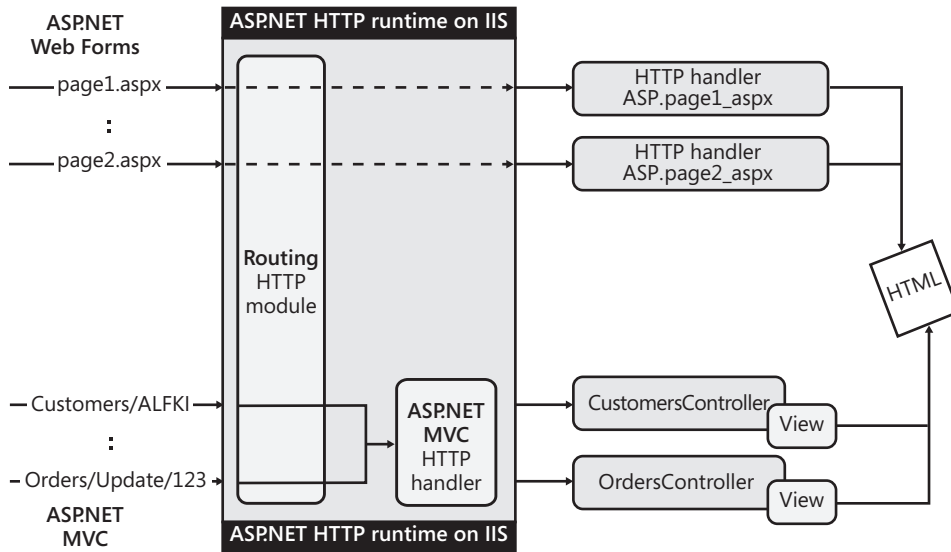 ASP.NET HTTP runtime on IIS
ASP.NET
Web Forms
page1.aspx
:
page2.aspx
Routing
HTTP
module
HTTP handler
ASP.page1_aspx
HTTP handler
ASP.page2_aspx
HTML
Customers/ALFKI
:
Orders/Update/123
ASP.NET
MVC
ASP.NET
MVC
HTTP
handler
CustomersController
View
OrdersController
View
ASP.NET HTTP runtime on IIS